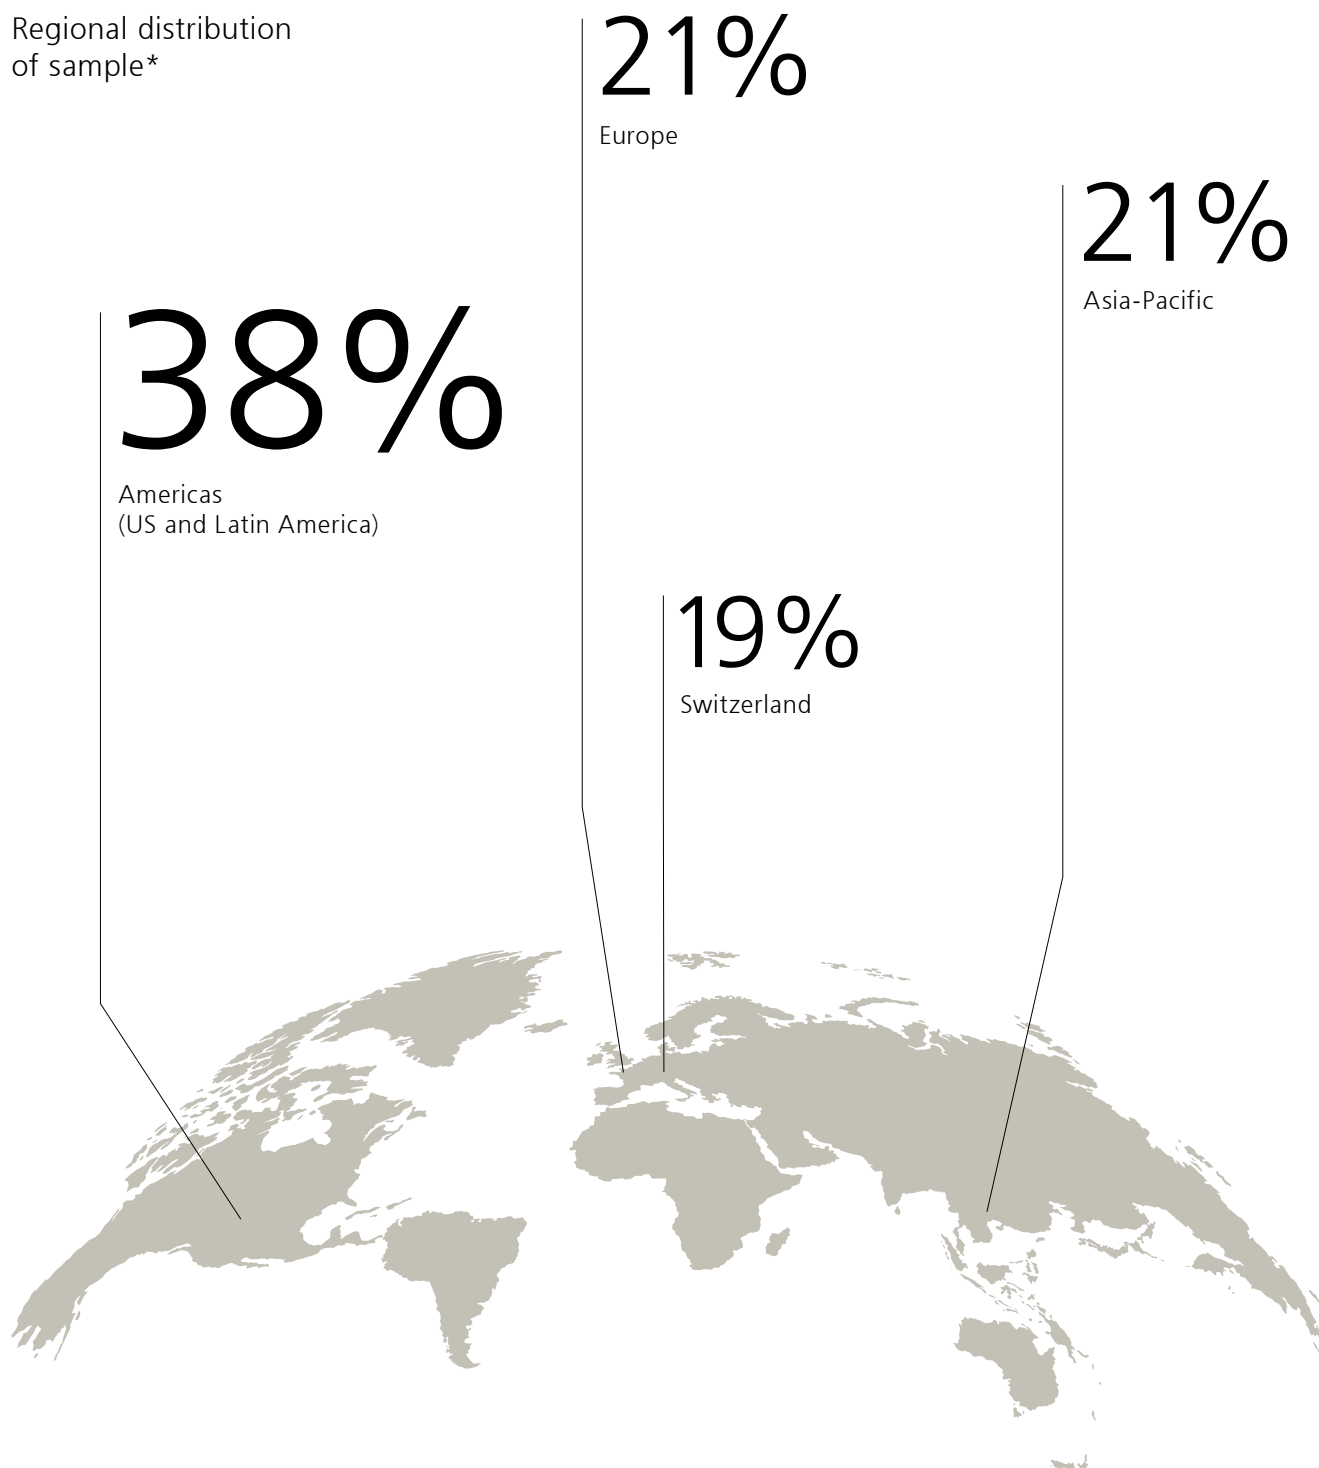 Regional distribution
of sample*
21%
Europe
21%
Asia-Pacific
38%
Americas
(US and Latin America)
19%
Switzerland